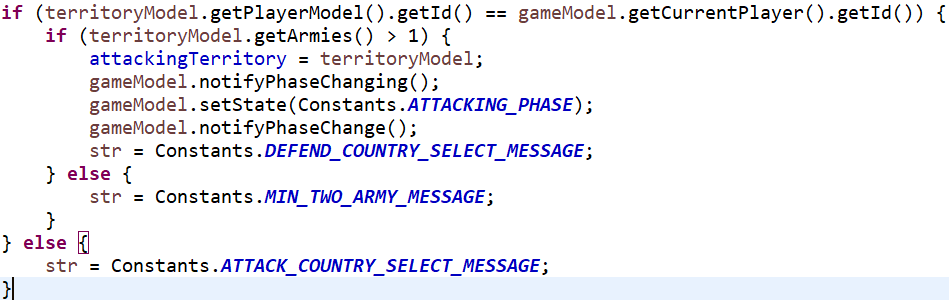 if (territoryModel.getPlayerModel().getId() == gameModel.getCurrentPlayer().getId()) {
    if (territoryModel.getArmies() > 1) {
        attackingTerritory = territoryModel;
        gameModel.notifyPhaseChanging();
        gameModel.setState(Constants.ATTACKING_PHASE);
        gameModel.notifyPhaseChange();
        str = Constants.DEFEND_COUNTRY_SELECT_MESSAGE;
    } else {
        str = Constants.MIN_TWO_ARMY_MESSAGE;
    }
} else {
    str = Constants.ATTACK_COUNTRY_SELECT_MESSAGE;
}